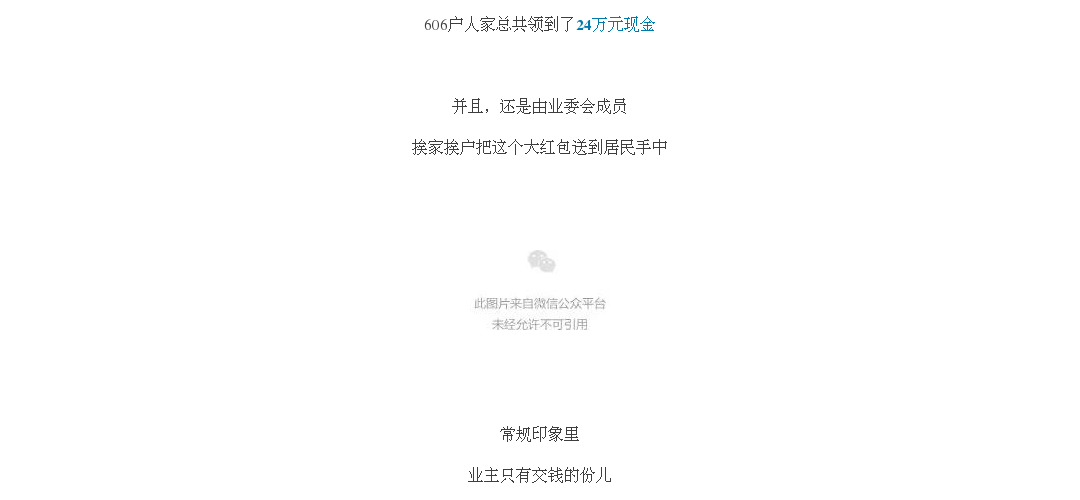 606户人家总共领到了24万元现金
并且，还是由业委会成员
挨家挨户把这个大红包送到居民手中
此图片来自微信公众平台
未经允许不可引用
常规印象里
业主只有交钱的份儿